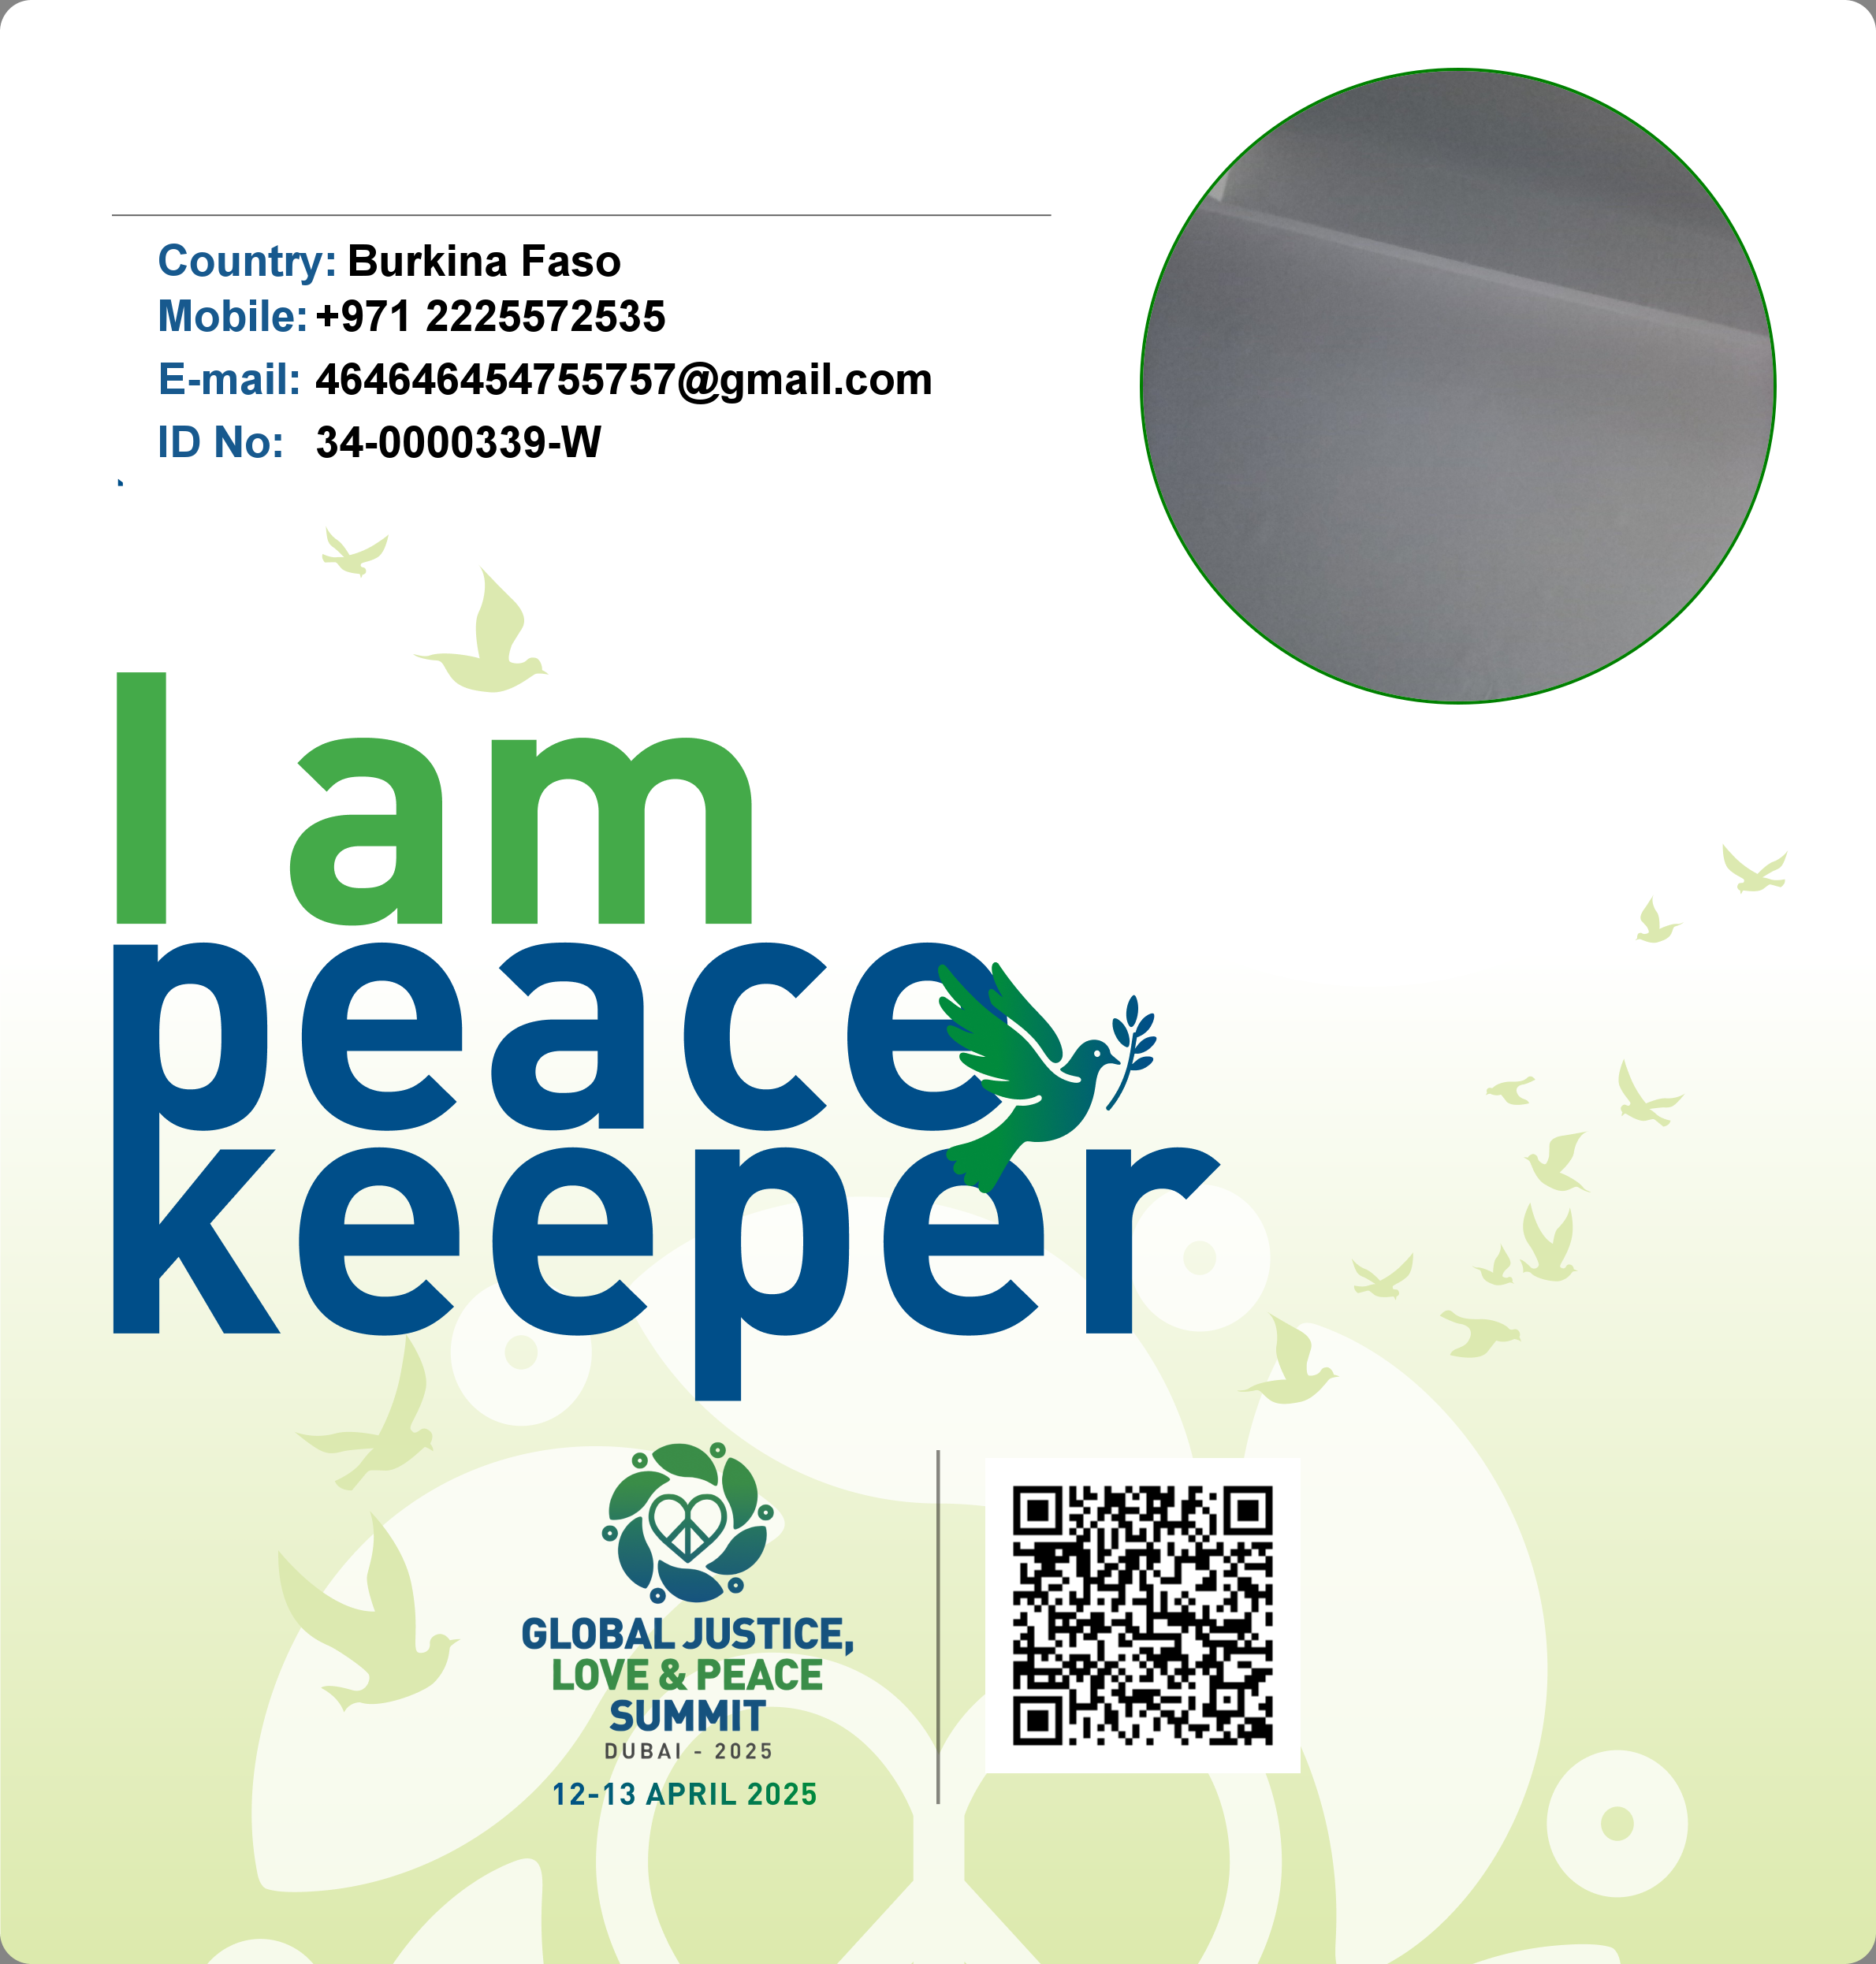 Country: Burkina Faso
Mobile: +971 2225572535
E-mail: 464646454755757@gmail.com
ID No: 34-0000339-W
I am
peace
keeper
GLOBAL JUSTICE,
LOVE & PEACE
SUMMIT
DUBAI - 2025
12-13 APRIL 2025